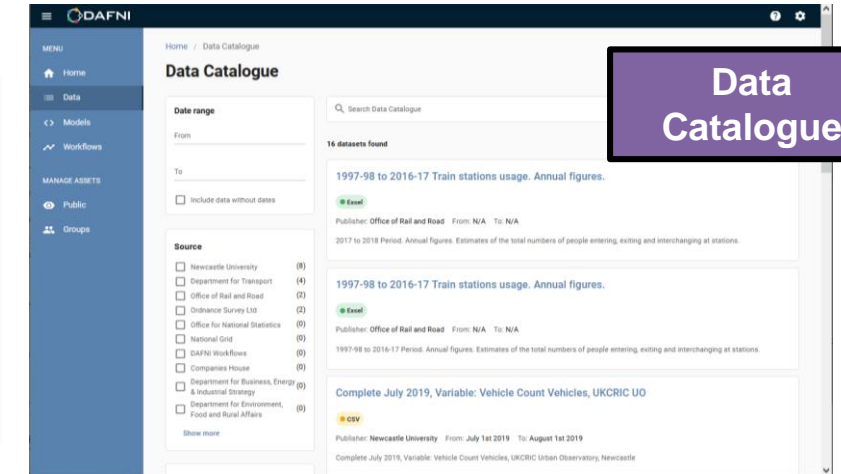 DAFNI
MENU
Home
Data
Models
Workflows
MANAGE ASSETS
Public
Groups
Home / Data Catalogue
Data Catalogue
Date range
From
To
Include data without dates
Source
Newcastle University (8)
Department for Transport (4)
Office of Rail and Road (2)
Ordnance Survey Ltd (2)
Office for National Statistics (0)
National Grid (0)
DAFNI Workflows (0)
Companies House (0)
Department for Business, Energy (0)
& Industrial Strategy
Department for Environment, (0)
Food and Rural Affairs
Show more
Search Data Catalogue
16 datasets found
1997-98 to 2016-17 Train stations usage. Annual figures.
Excel
Publisher: Office of Rail and Road From: N/A To: N/A
2017 to 2018 Period. Annual figures. Estimates of the total numbers of people entering, exiting and interchanging at stations.
1997-98 to 2016-17 Train stations usage. Annual figures.
Excel
Publisher: Office of Rail and Road From: N/A To: N/A
1997-98 to 2016-17 Period. Annual figures. Estimates of the total numbers of people entering, exiting and interchanging at stations.
Complete July 2019, Variable: Vehicle Count Vehicles, UKCRIC UO
CSV
Publisher: Newcastle University From: July 1st 2019 To: August 1st 2019
Complete July 2019, Variable: Vehicle Count Vehicles, UKCRIC Urban Observatory, Newcastle
Data
Catalogue